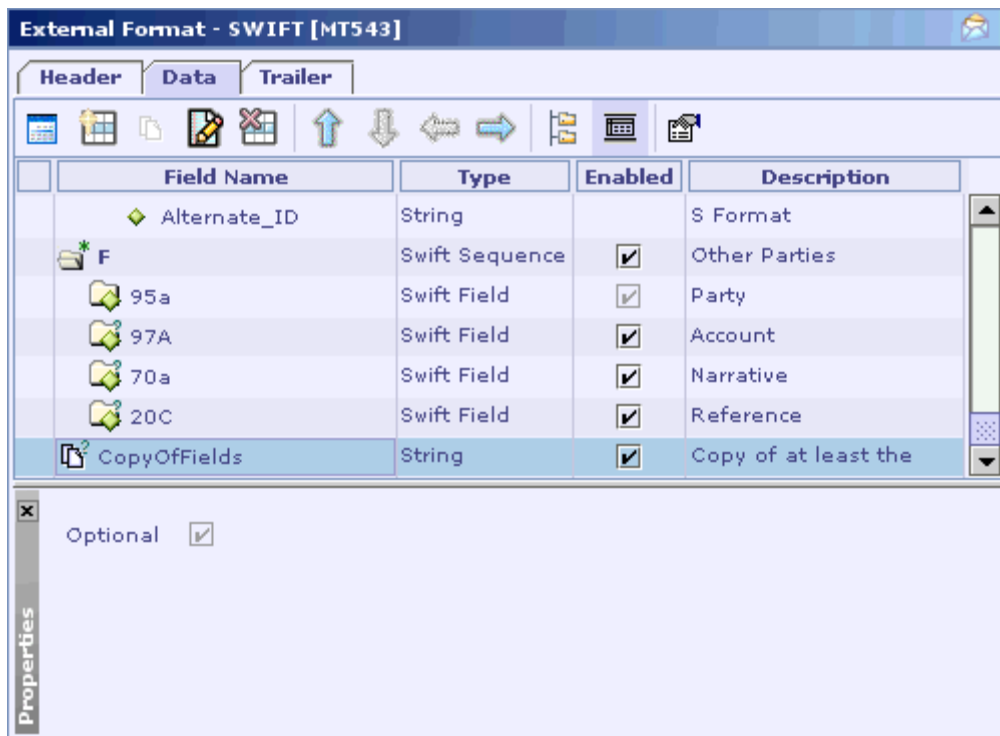 External Format - SWIFT [MT543]
Header Data Trailer
Field Name Type Enabled Description
Alternate_ID String S Format
F Swift Sequence Other Parties
95a Swift Field Party
97A Swift Field Account
70a Swift Field Narrative
20C Swift Field Reference
CopyOfFields String Copy of at least the
Optional
Properties